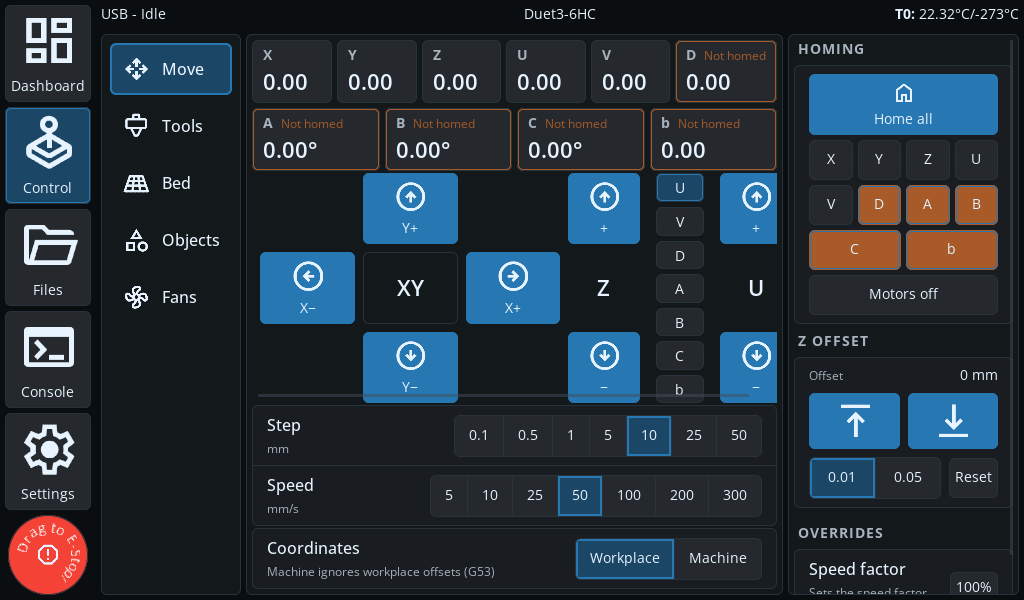 USB - Idle
Duet3-6HC
T0: 22.32°C/-273°C
Dashboard
Control
Files
Console
Settings
Drag to E-Stop!
Move
Tools
Bed
Objects
Fans
X
0.00
Y
0.00
Z
0.00
U
0.00
V
0.00
D Not homed
0.00
A Not homed
0.00°
B Not homed
0.00°
C Not homed
0.00°
b Not homed
0.00
Y+
X−
XY
X+
Y−
+
Z
−
U
V
D
A
B
C
b
+
U
−
Step
mm
0.1 0.5 1 5 10 25 50
Speed
mm/s
5 10 25 50 100 200 300
Coordinates
Machine ignores workplace offsets (G53)
Workplace Machine
HOMING
Home all
X Y Z U
V D A B
C b
Motors off
Z OFFSET
Offset 0 mm
0.01 0.05 Reset
OVERRIDES
Speed factor
Sets the speed factor
100%